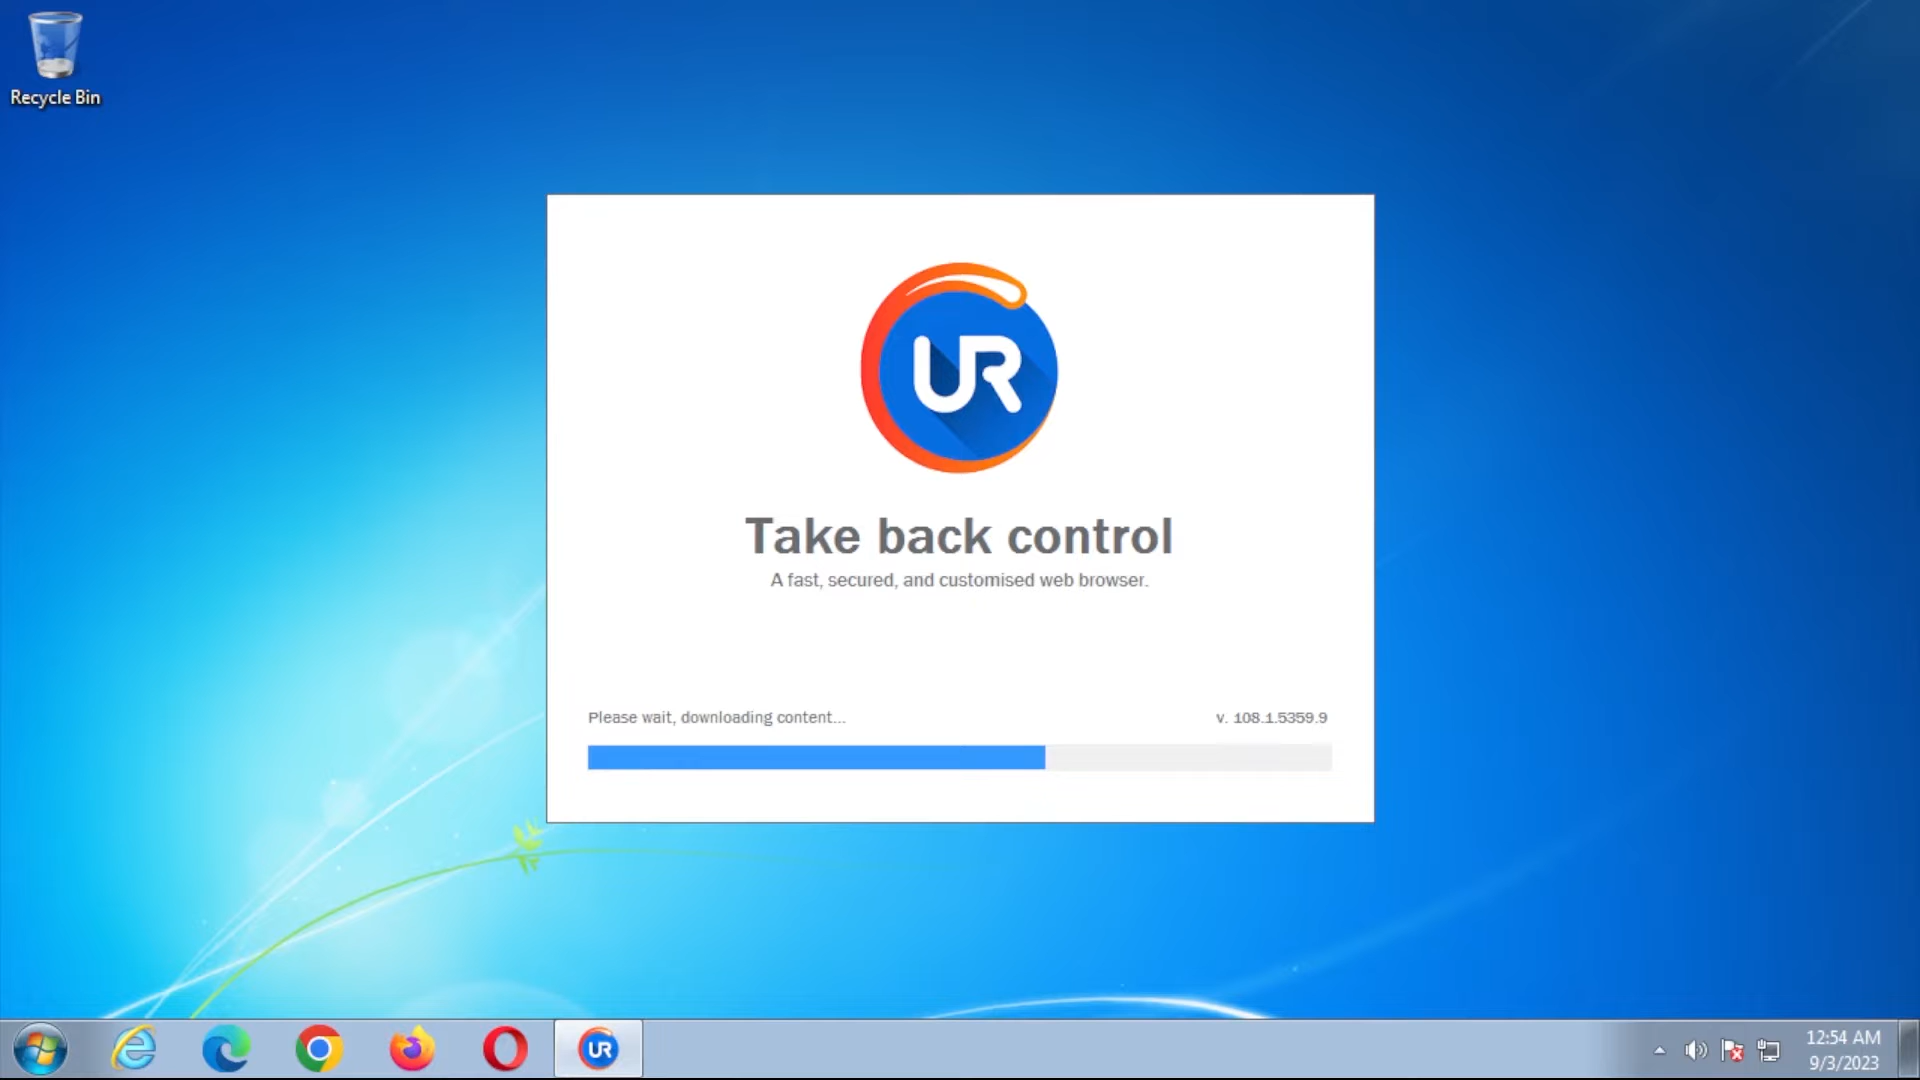 Recycle Bin
UR
Take back control
A fast, secured, and customised web browser.
Please wait, downloading content... v. 108.1.5359.9
UR
12:54 AM
9/3/2023